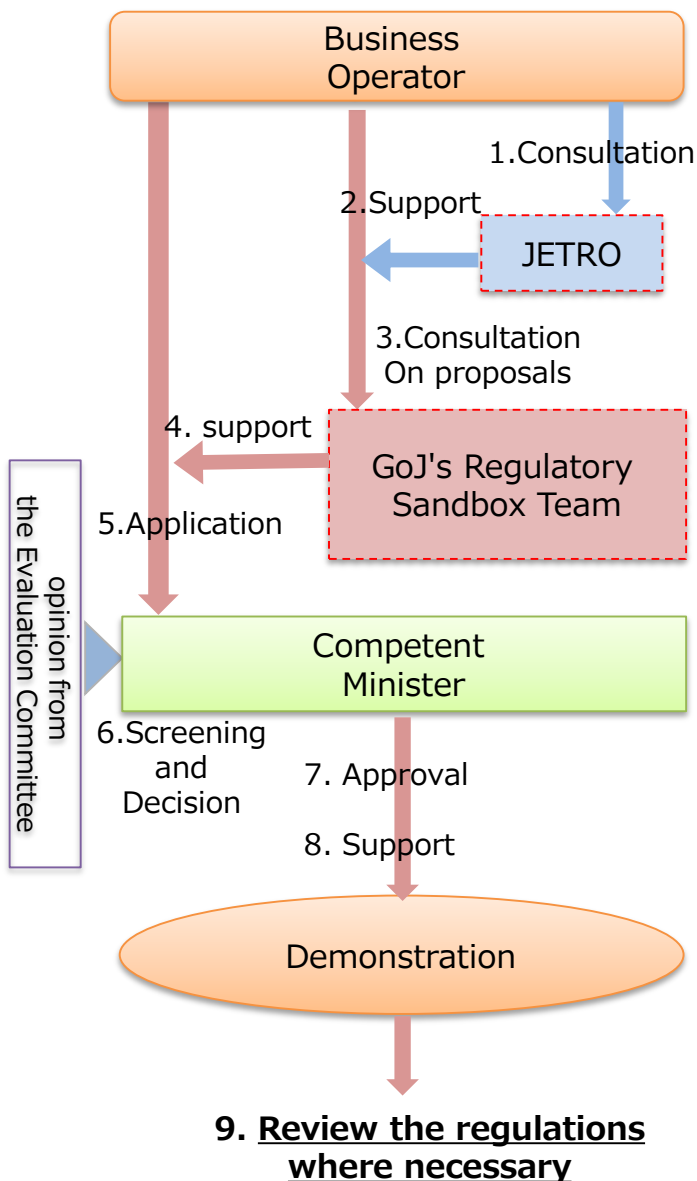 Business
Operator
1.Consultation
2.Support
JETRO
3.Consultation
On proposals
4. support
GoJ's Regulatory
Sandbox Team
5.Application
opinion from
the Evaluation Committee
Competent
Minister
6.Screening
and
Decision
7. Approval
8. Support
Demonstration
9. Review the regulations
where necessary